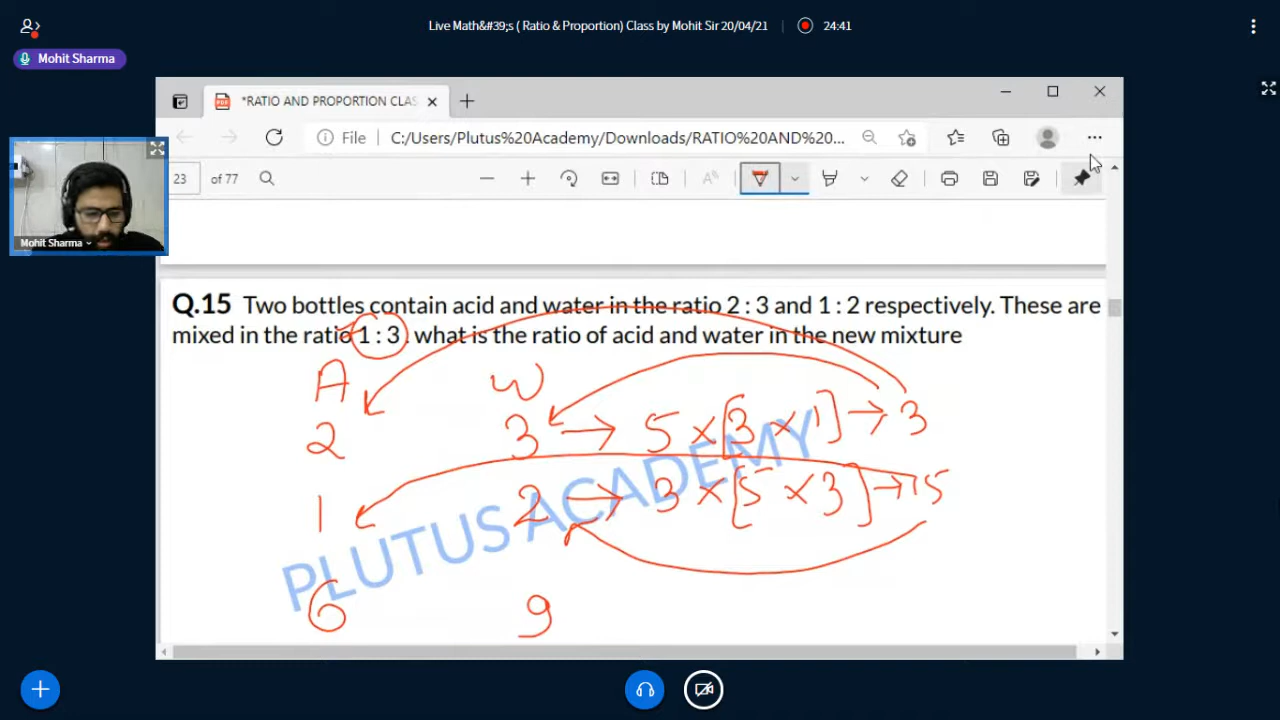 Live Math&#39;s ( Ratio & Proportion) Class by Mohit Sir 20/04/21 24:41
Mohit Sharma
*RATIO AND PROPORTION CLAS
File C:/Users/Plutus%20Academy/Downloads/RATIO%20AND%20...
23 of 77
Mohit Sharma
Q.15 Two bottles contain acid and water in the ratio 2 : 3 and 1 : 2 respectively. These are
mixed in the ratio 1 : 3. what is the ratio of acid and water in the new mixture
A W
2 3 → 5 × [3 × 1] → 3
1 2 → 3 × [5 × 3] → 15
6 9
PLUTUS ACADEMY